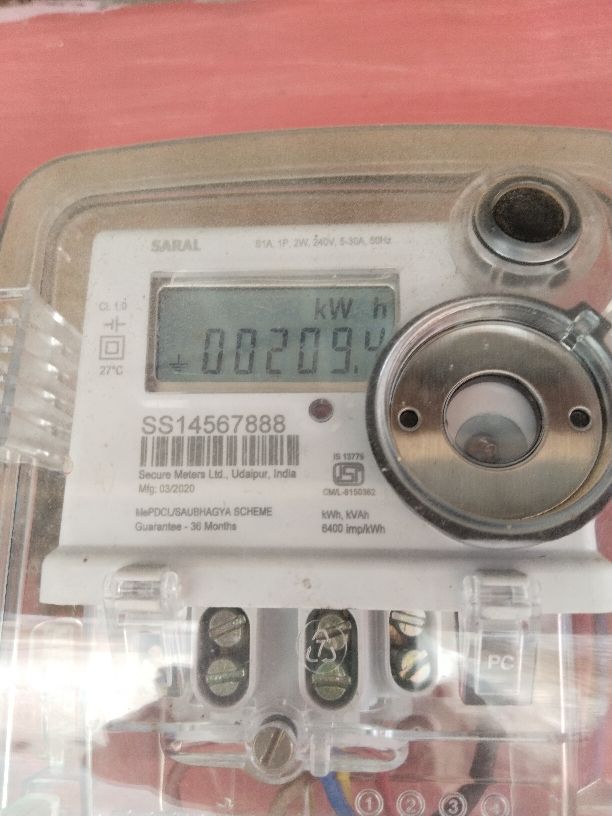 SARAL S1A, 1P, 2W, 240V, 5-30A, 50Hz
Cl. 1.0
kW h
00209.4
27°C
SS14567888
Secure Meters Ltd., Udaipur, India
Mfg: 03/2020
IS 13779
CM/L-8150362
MePDCL/SAUBHAGYA SCHEME
Guarantee - 36 Months
kWh, kVAh
6400 imp/kWh
PC
1 2 3 4